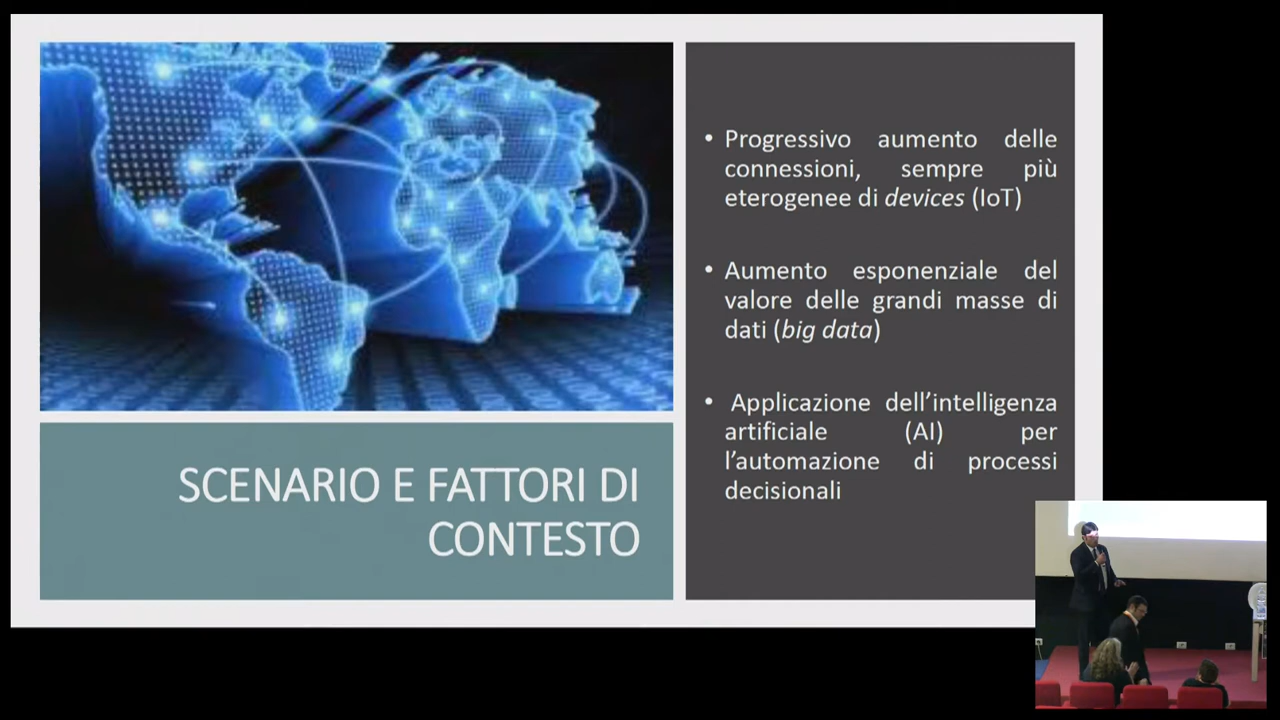 SCENARIO E FATTORI DI
CONTESTO
• Progressivo aumento delle
connessioni, sempre più
eterogenee di devices (IoT)
• Aumento esponenziale del
valore delle grandi masse di
dati (big data)
• Applicazione dell’intelligenza
artificiale (AI) per
l’automazione di processi
decisionali